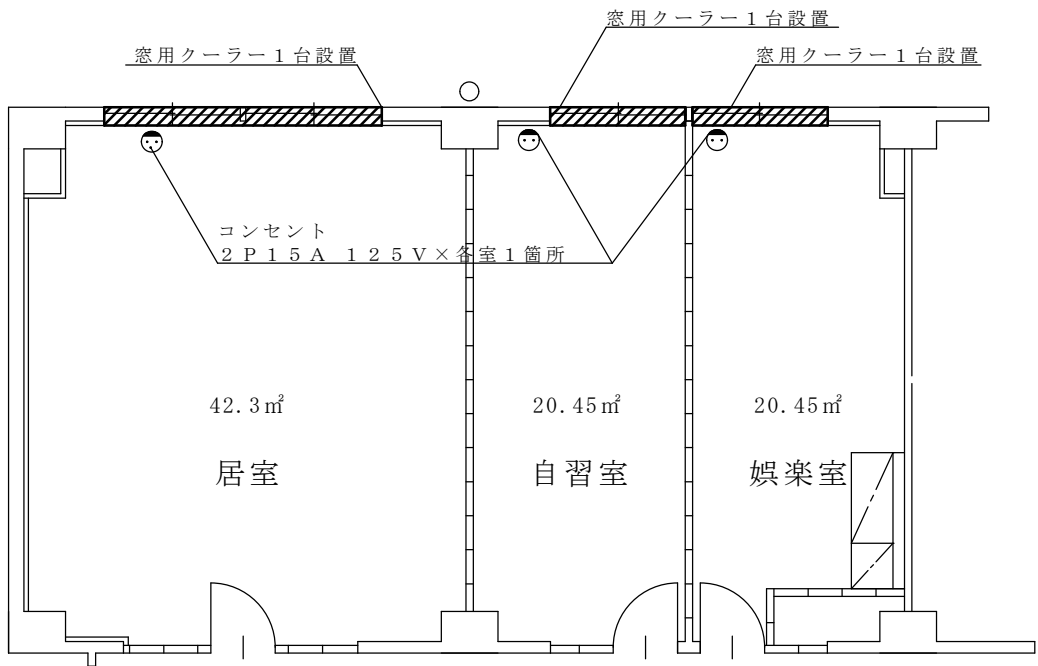 窓用クーラー１台設置
窓用クーラー１台設置
窓用クーラー１台設置
コンセント
２Ｐ１５Ａ １２５Ｖ×各室１箇所
42.3㎡
20.45㎡
20.45㎡
居室
自習室
娯楽室